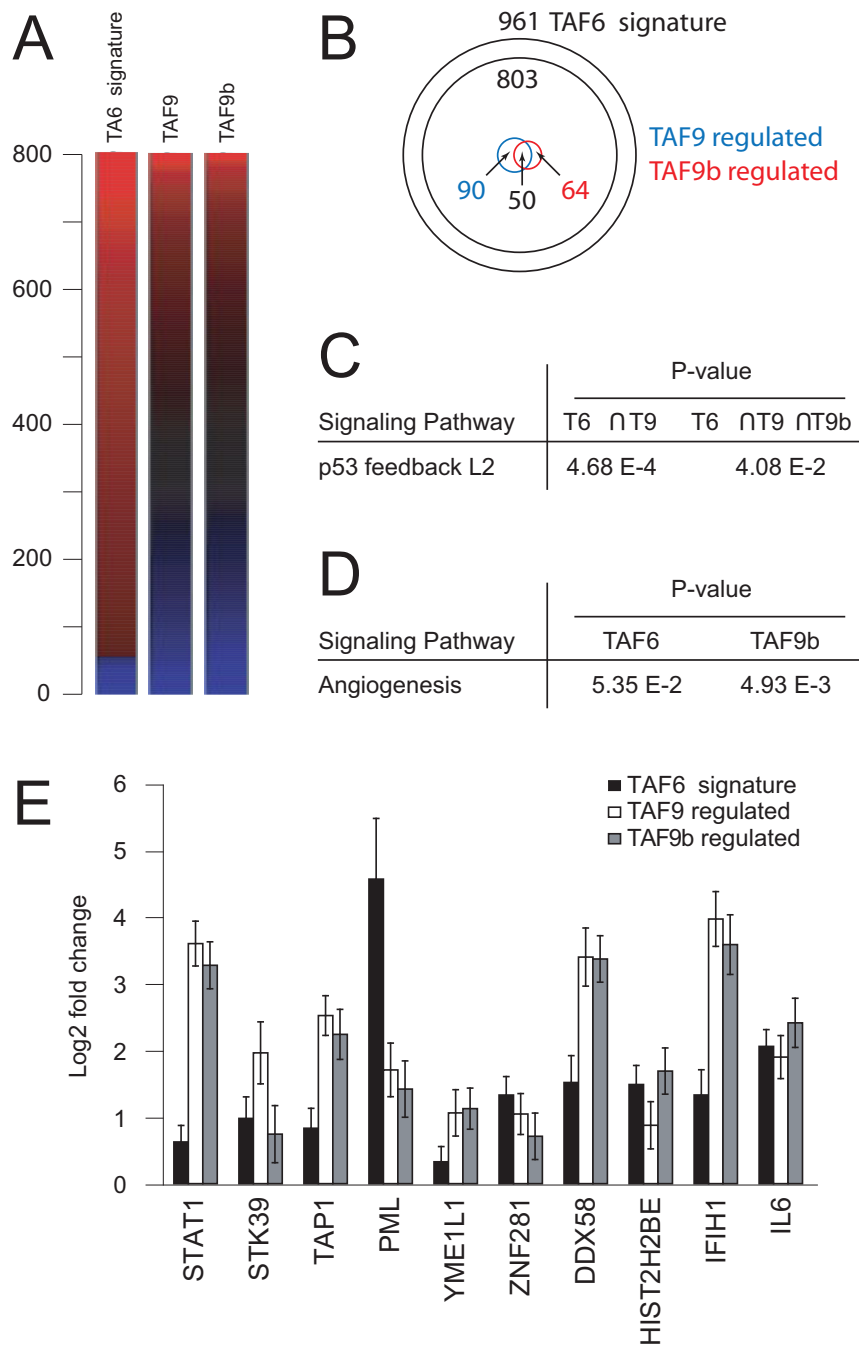 A
TA6 signature
TAF9
TAF9b
800
600
400
200
0
B
961 TAF6 signature
803
TAF9 regulated
TAF9b regulated
90
50
64
C
P-value
Signaling Pathway T6 ∩T9 T6 ∩T9 ∩T9b
p53 feedback L2 4.68 E-4 4.08 E-2
D
P-value
Signaling Pathway TAF6 TAF9b
Angiogenesis 5.35 E-2 4.93 E-3
E
TAF6 signature
TAF9 regulated
TAF9b regulated
Log2 fold change
6
5
4
3
2
1
0
STAT1
STK39
TAP1
PML
YME1L1
ZNF281
DDX58
HIST2H2BE
IFIH1
IL6